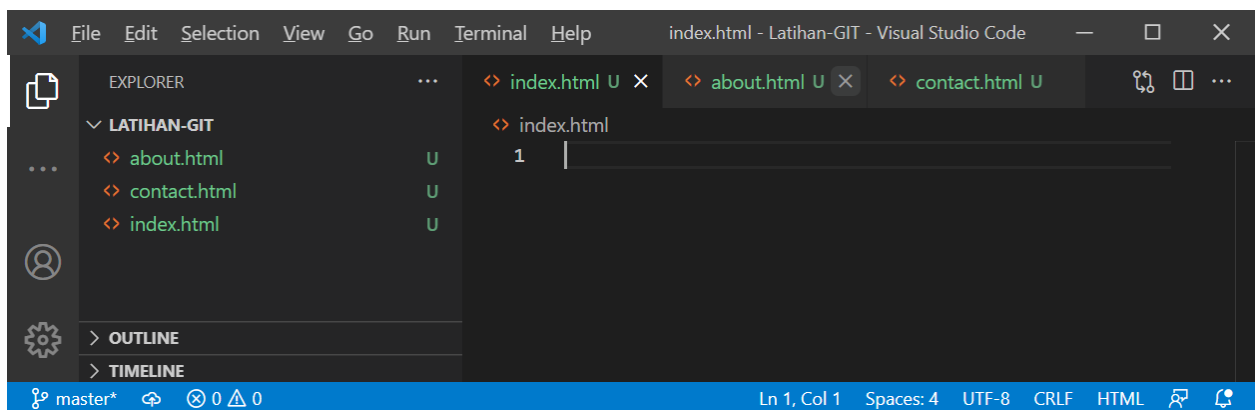 File Edit Selection View Go Run Terminal Help index.html - Latihan-GIT - Visual Studio Code
EXPLORER
LATIHAN-GIT
about.html U
contact.html U
index.html U
OUTLINE
TIMELINE
index.html U about.html U contact.html U
index.html
1
master* 0 0 Ln 1, Col 1 Spaces: 4 UTF-8 CRLF HTML